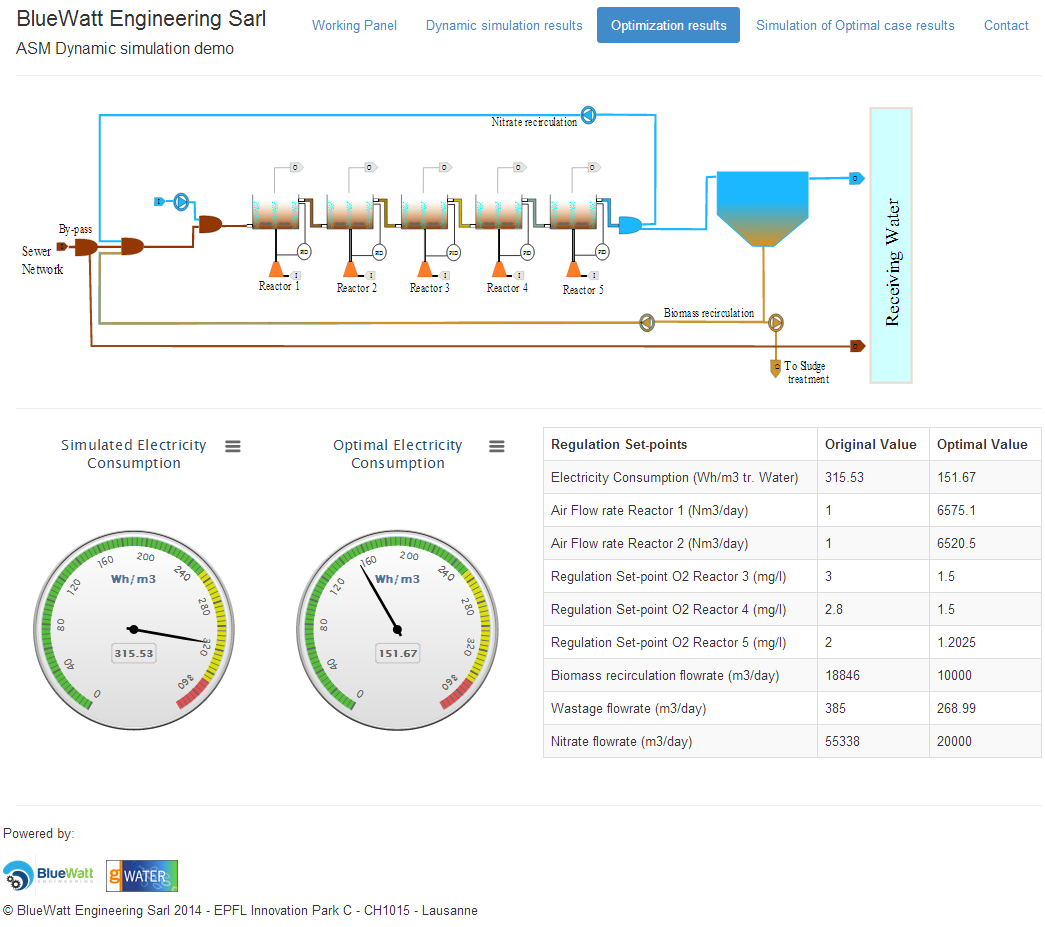 BlueWatt Engineering Sarl
ASM Dynamic simulation demo
Working Panel
Dynamic simulation results
Optimization results
Simulation of Optimal case results
Contact
Nitrate recirculation
I
O
O
O
O
O
O
By-pass
Sewer
Network
PID
PID
PID
PID
PID
I
I
I
I
I
Reactor 1
Reactor 2
Reactor 3
Reactor 4
Reactor 5
Biomass recirculation
To Sludge
treatment
Receiving Water
Simulated Electricity
Consumption
Wh/m3
0
40
80
120
160
200
240
280
320
360
315.53
Optimal Electricity
Consumption
Wh/m3
0
40
80
120
160
200
240
280
320
360
151.67
Regulation Set-points Original Value Optimal Value
Electricity Consumption (Wh/m3 tr. Water) 315.53 151.67
Air Flow rate Reactor 1 (Nm3/day) 1 6575.1
Air Flow rate Reactor 2 (Nm3/day) 1 6520.5
Regulation Set-point O2 Reactor 3 (mg/l) 3 1.5
Regulation Set-point O2 Reactor 4 (mg/l) 2.8 1.5
Regulation Set-point O2 Reactor 5 (mg/l) 2 1.2025
Biomass recirculation flowrate (m3/day) 18846 10000
Wastage flowrate (m3/day) 385 268.99
Nitrate flowrate (m3/day) 55338 20000
Powered by:
BlueWatt
ENGINEERING
g WATER
© BlueWatt Engineering Sarl 2014 - EPFL Innovation Park C - CH1015 - Lausanne